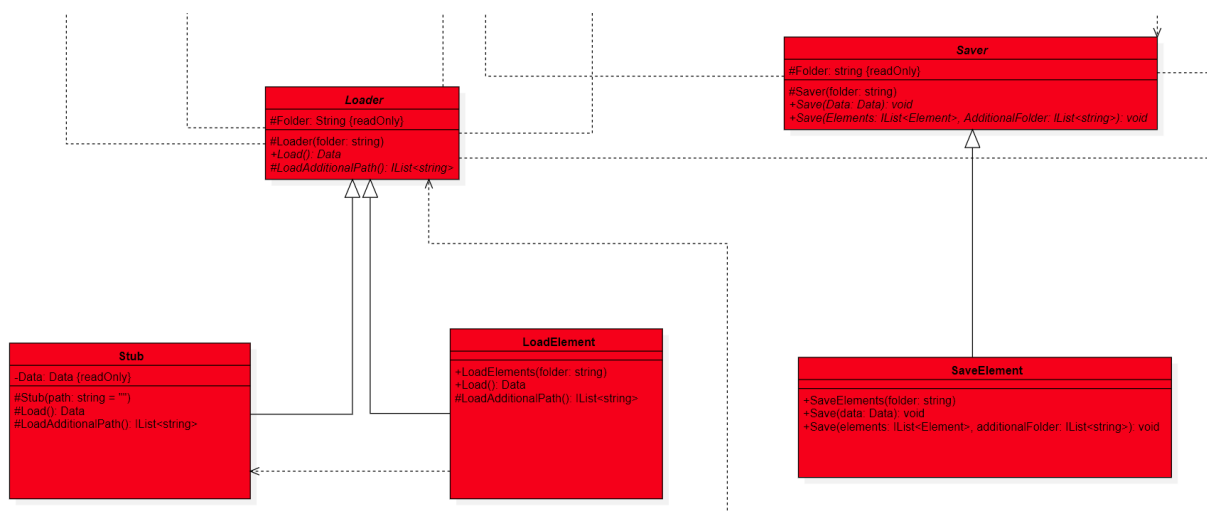 Saver
#Folder: string {readOnly}
#Saver(folder: string)
+Save(Data: Data): void
+Save(Elements: IList<Element>, AdditionalFolder: IList<string>): void
Loader
#Folder: String {readOnly}
#Loader(folder: string)
+Load(): Data
#LoadAdditionalPath(): IList<string>
Stub
-Data: Data {readOnly}
#Stub(path: string = "")
#Load(): Data
#LoadAdditionalPath(): IList<string>
LoadElement
+LoadElements(folder: string)
+Load(): Data
#LoadAdditionalPath(): IList<string>
SaveElement
+SaveElements(folder: string)
+Save(data: Data): void
+Save(elements: IList<Element>, additionalFolder: IList<string>): void